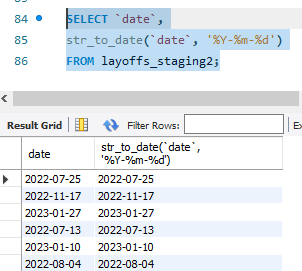 84 SELECT `date`,
85 str_to_date(`date`, '%Y-%m-%d')
86 FROM layoffs_staging2;
Result Grid Filter Rows: Ex
date str_to_date(`date`,
'%Y-%m-%d')
2022-07-25 2022-07-25
2022-11-17 2022-11-17
2023-01-27 2023-01-27
2022-07-13 2022-07-13
2023-01-10 2023-01-10
2022-08-04 2022-08-04